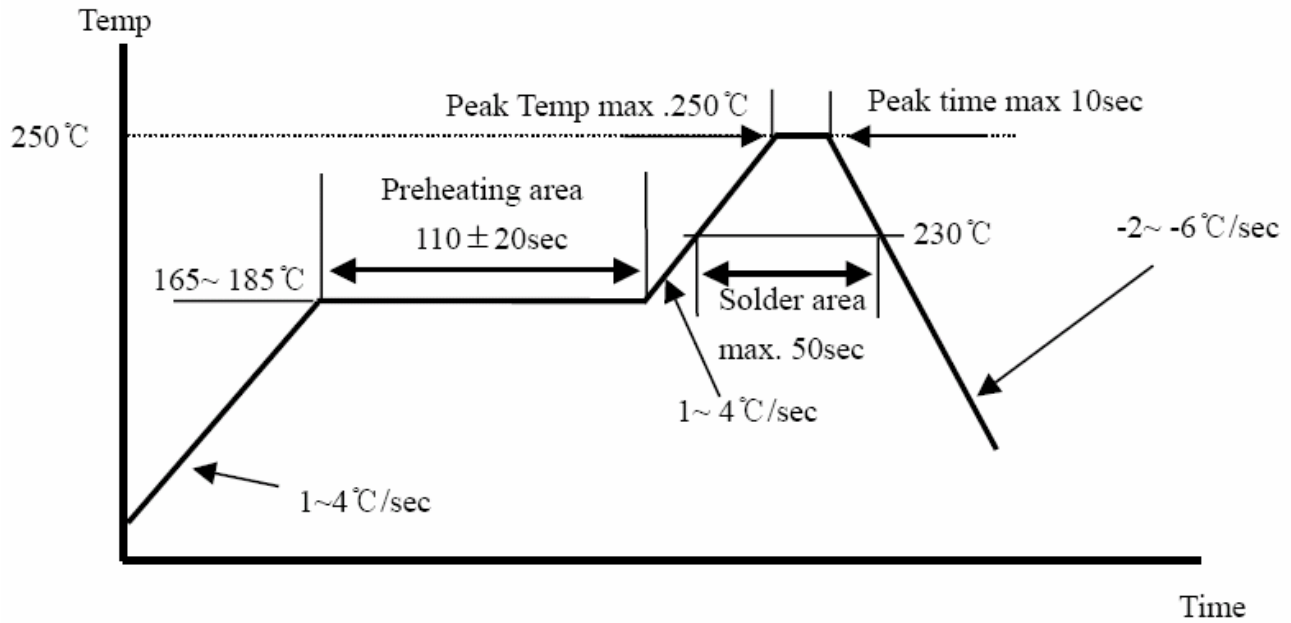 Temp
Peak Temp max .250℃
Peak time max 10sec
250℃
Preheating area
110±20sec
230℃
-2~ -6℃/sec
165~ 185℃
Solder area
max. 50sec
1~ 4℃/sec
1~4℃/sec
Time